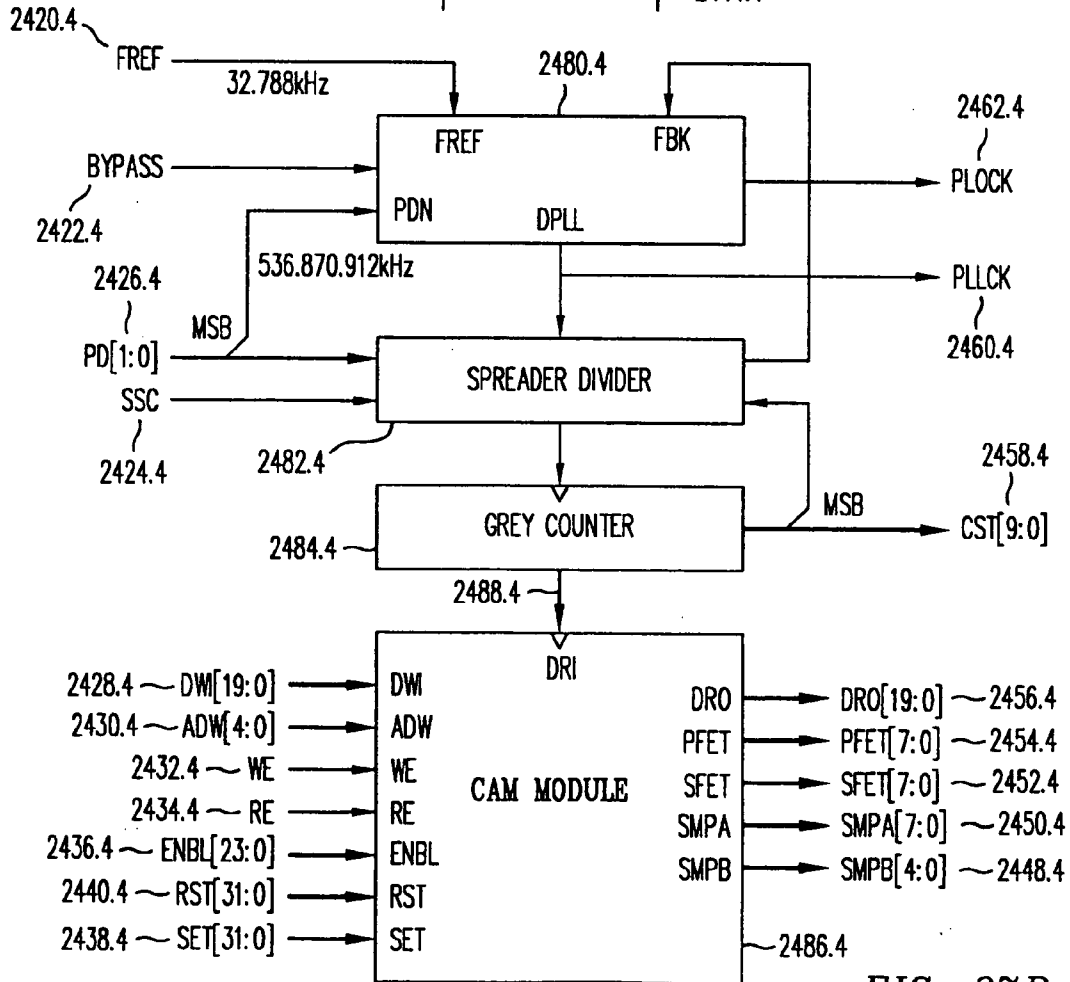 2420.4
FREF
32.788kHz
2480.4
FREF
FBK
2462.4
BYPASS
PLOCK
2422.4
PDN
DPLL
536.870.912kHz
2426.4
PLLCK
MSB
2460.4
PD[1:0]
SPREADER DIVIDER
SSC
2424.4
2482.4
2458.4
GREY COUNTER
MSB
CST[9:0]
2484.4
2488.4
DRI
2428.4 ~ DWI[19:0]
DWI
DRO
DRO[19:0] ~2456.4
2430.4 ~ ADW[4:0]
ADW
PFET
PFET[7:0] ~2454.4
2432.4 ~ WE
WE
CAM MODULE
SFET
SFET[7:0] ~2452.4
2434.4 ~ RE
RE
SMPA
SMPA[7:0] ~2450.4
2436.4 ~ ENBL[23:0]
ENBL
SMPB
SMPB[4:0] ~2448.4
2440.4 ~ RST[31:0]
RST
2438.4 ~ SET[31:0]
SET
2486.4